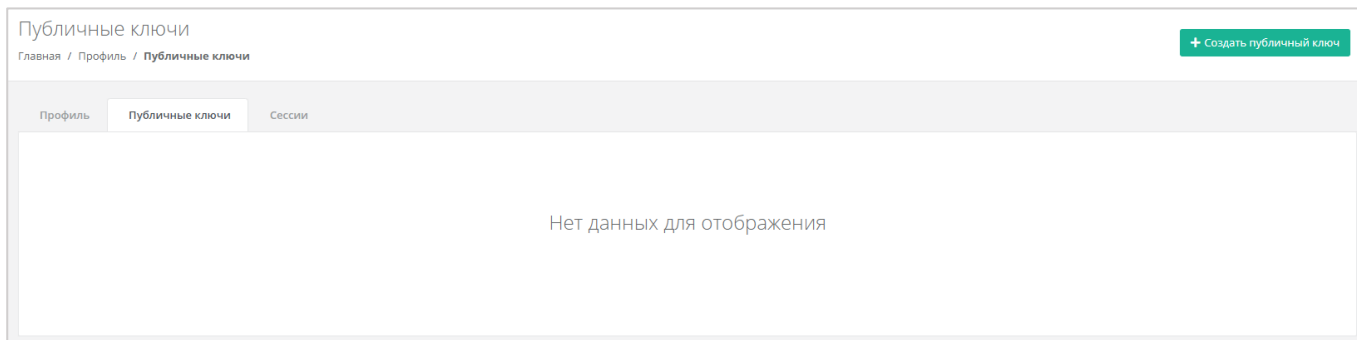 Публичные ключи
+ Создать публичный ключ
Главная / Профиль / Публичные ключи
Профиль Публичные ключи Сессии
Нет данных для отображения